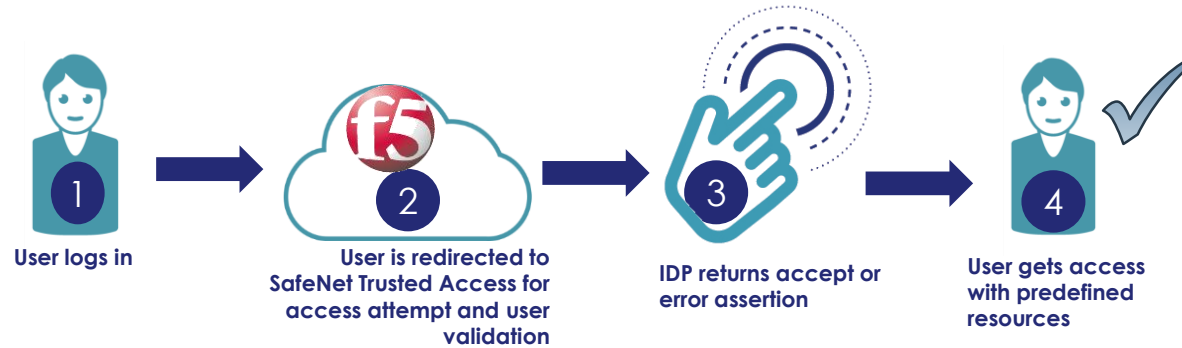 f5
1
2
3
4
User logs in
User is redirected to
SafeNet Trusted Access for
access attempt and user
validation
IDP returns accept or
error assertion
User gets access
with predefined
resources